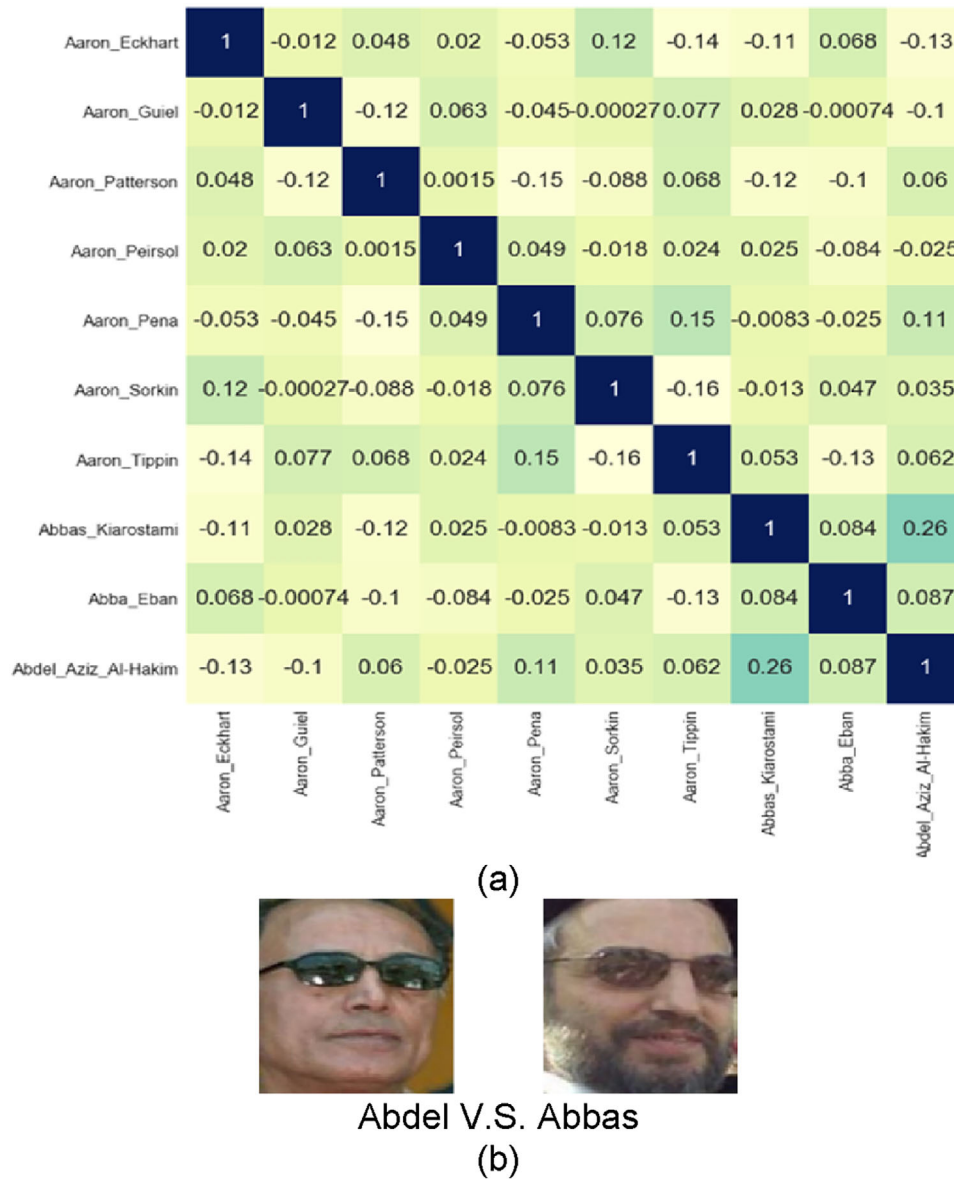 Aaron_Eckhart 1 -0.012 0.048 0.02 -0.053 0.12 -0.14 -0.11 0.068 -0.13
Aaron_Guiel -0.012 1 -0.12 0.063 -0.045 -0.00027 0.077 0.028 -0.00074 -0.1
Aaron_Patterson 0.048 -0.12 1 0.0015 -0.15 -0.088 0.068 -0.12 -0.1 0.06
Aaron_Peirsol 0.02 0.063 0.0015 1 0.049 -0.018 0.024 0.025 -0.084 -0.025
Aaron_Pena -0.053 -0.045 -0.15 0.049 1 0.076 0.15 -0.0083 -0.025 0.11
Aaron_Sorkin 0.12 -0.00027 -0.088 -0.018 0.076 1 -0.16 -0.013 0.047 0.035
Aaron_Tippin -0.14 0.077 0.068 0.024 0.15 -0.16 1 0.053 -0.13 0.062
Abbas_Kiarostami -0.11 0.028 -0.12 0.025 -0.0083 -0.013 0.053 1 0.084 0.26
Abba_Eban 0.068 -0.00074 -0.1 -0.084 -0.025 0.047 -0.13 0.084 1 0.087
Abdel_Aziz_Al-Hakim -0.13 -0.1 0.06 -0.025 0.11 0.035 0.062 0.26 0.087 1
Aaron_Eckhart
Aaron_Guiel
Aaron_Patterson
Aaron_Peirsol
Aaron_Pena
Aaron_Sorkin
Aaron_Tippin
Abbas_Kiarostami
Abba_Eban
Abdel_Aziz_Al-Hakim
(a)
Abdel V.S. Abbas
(b)